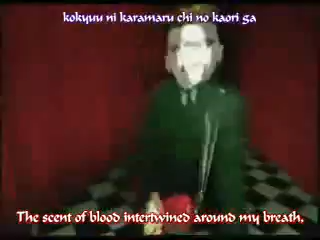 kokyuu ni karamaru chi no kaori ga
The scent of blood intertwined around my breath,